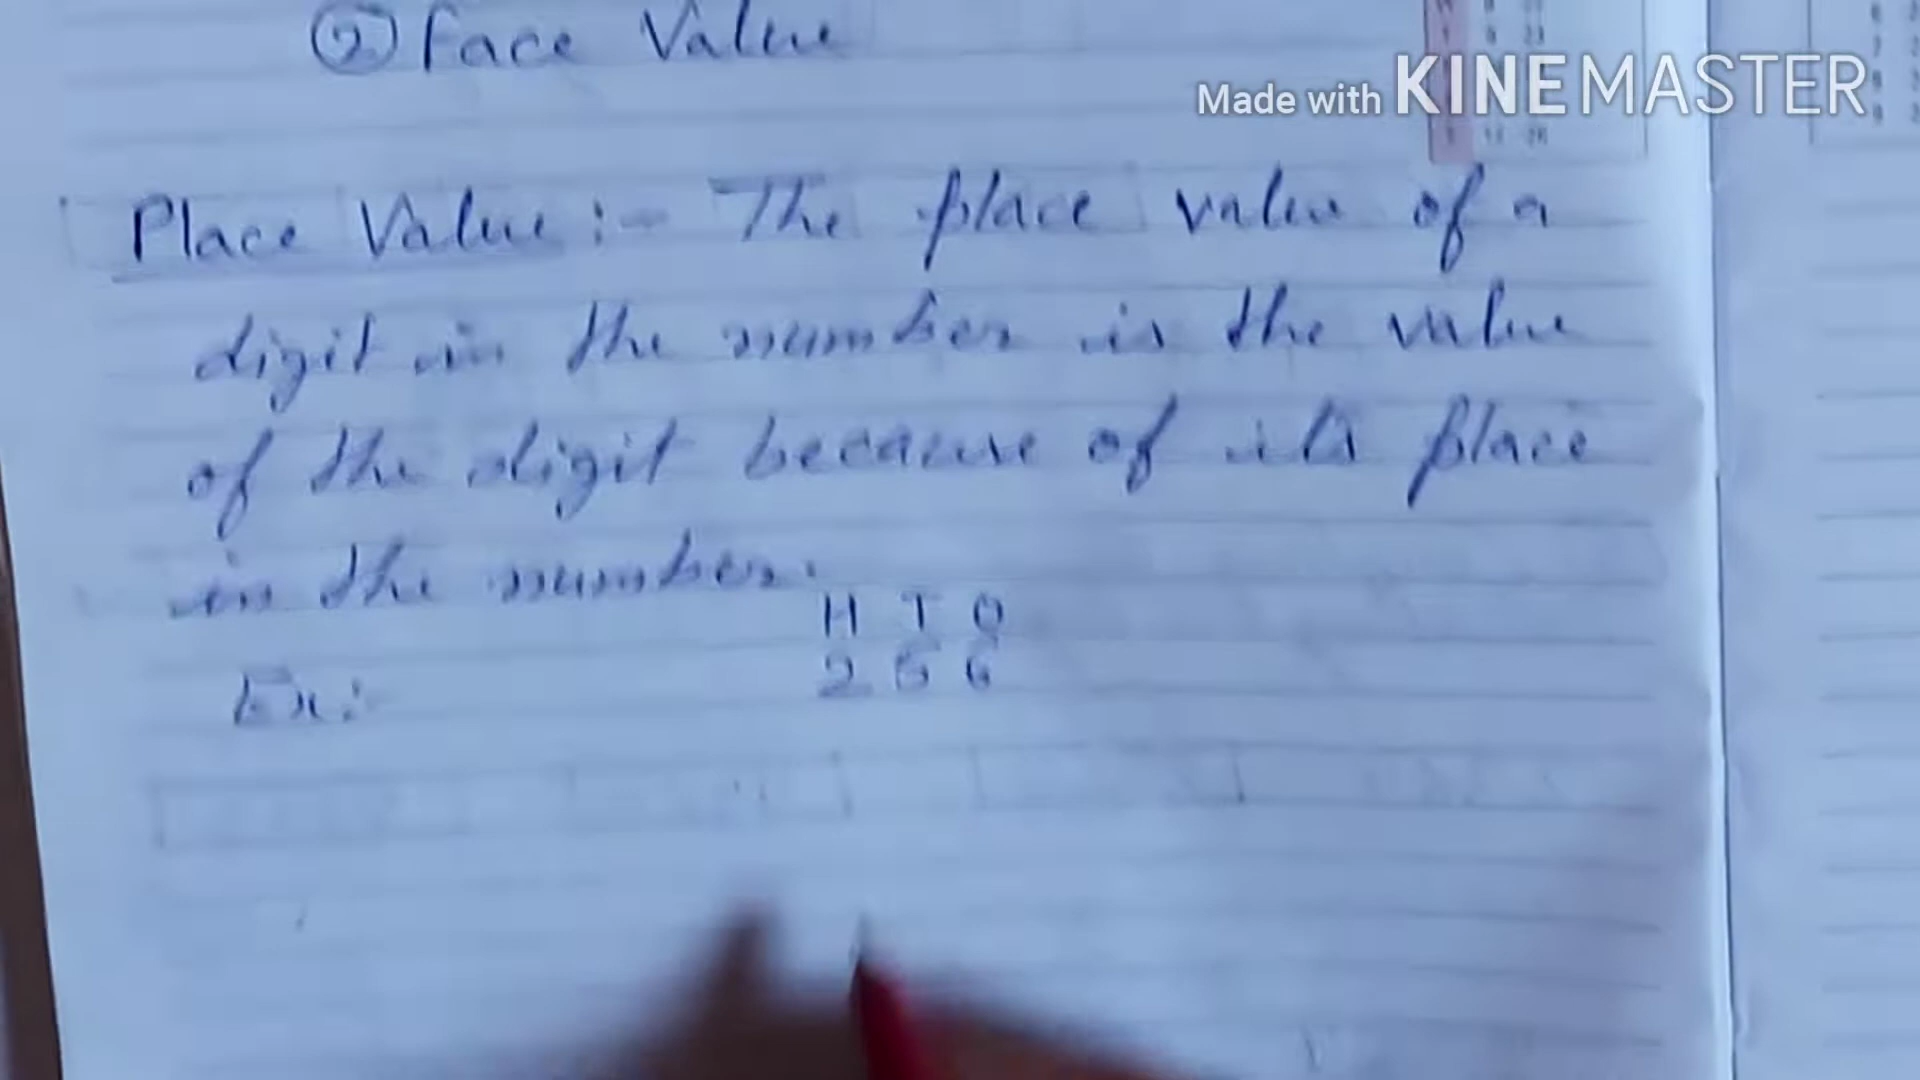 ② Face Value
Made with KINEMASTER
Place Value :- The place value of a
digit in the number is the value
of the digit because of its place
in the number.
H T O
Ex:- 2 5 6